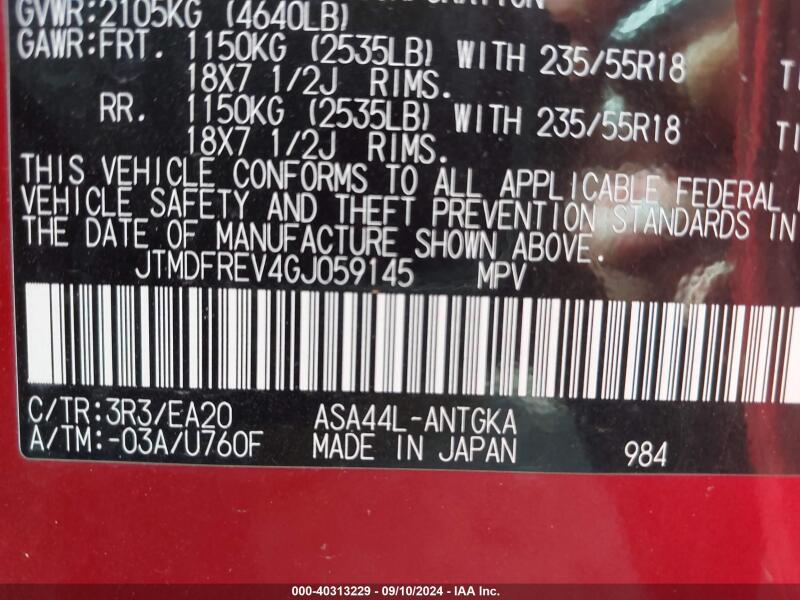 GVWR:2105KG (4640LB)
GAWR:FRT. 1150KG (2535LB) WITH 235/55R18
18X7 1/2J RIMS.
RR. 1150KG (2535LB) WITH 235/55R18
18X7 1/2J RIMS.
THIS VEHICLE CONFORMS TO ALL APPLICABLE FEDERAL
VEHICLE SAFETY AND THEFT PREVENTION STANDARDS IN
THE DATE OF MANUFACTURE SHOWN ABOVE.
JTMDFREV4GJ059145 MPV
C/TR:3R3/EA20 ASA44L-ANTGKA
A/TM:-03A/U760F MADE IN JAPAN 984
000-40313229 - 09/10/2024 - IAA Inc.